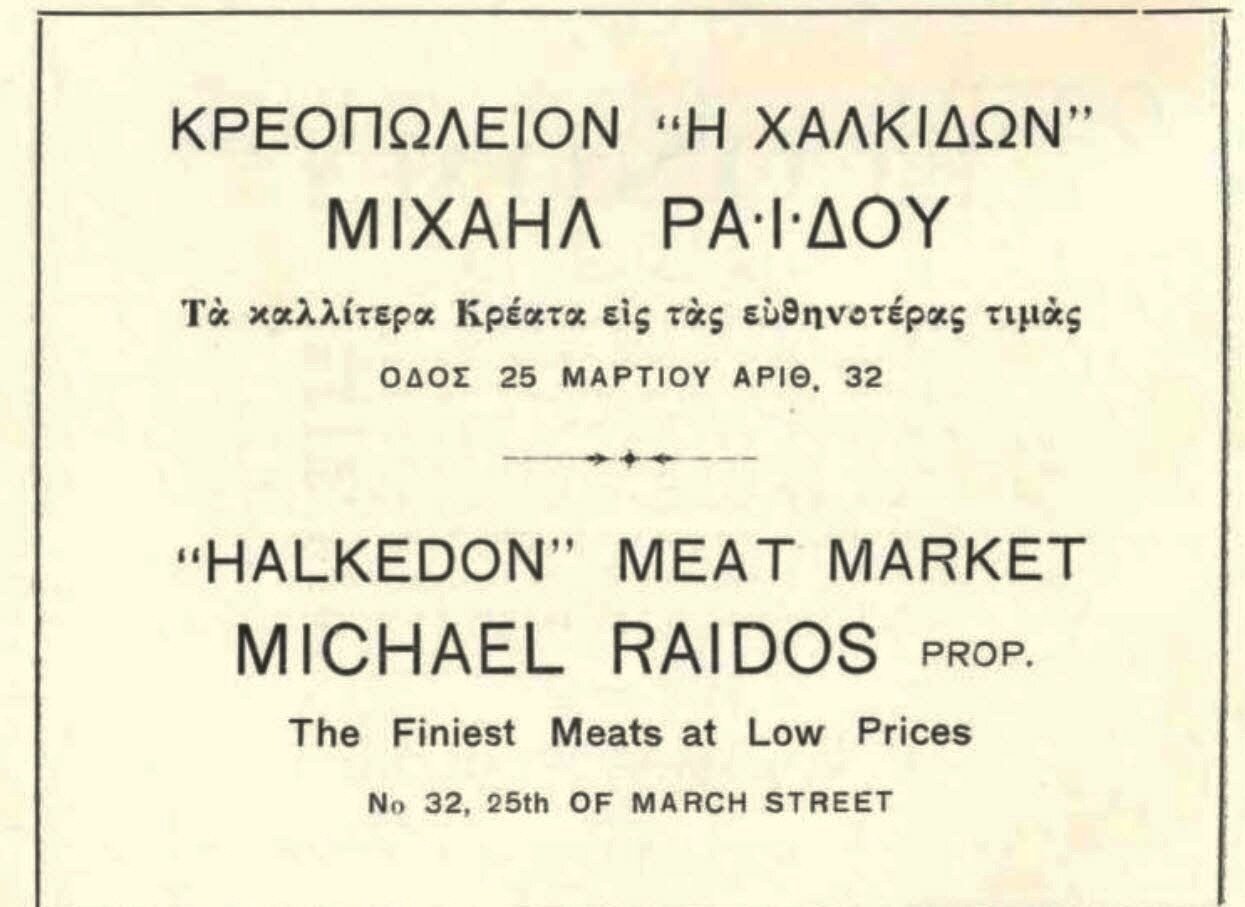 ΚΡΕΟΠΩΛΕΙΟΝ “Η ΧΑΛΚΙΔΩΝ”
ΜΙΧΑΗΛ ΡΑ·Ι·ΔΟΥ
Τὰ καλλίτερα Κρέατα εἰς τὰς εὐθηνοτέρας τιμὰς
ΟΔΟΣ 25 ΜΑΡΤΙΟΥ ΑΡΙΘ. 32
“HALKEDON” MEAT MARKET
MICHAEL RAIDOS PROP.
The Finiest Meats at Low Prices
No 32, 25th OF MARCH STREET